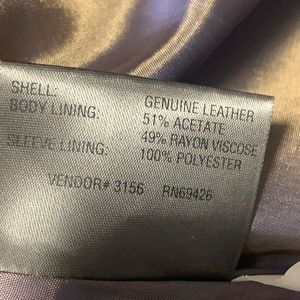 SHELL: GENUINE LEATHER
BODY LINING: 51% ACETATE
49% RAYON VISCOSE
SLEEVE LINING: 100% POLYESTER
VENDOR# 3156 RN69426